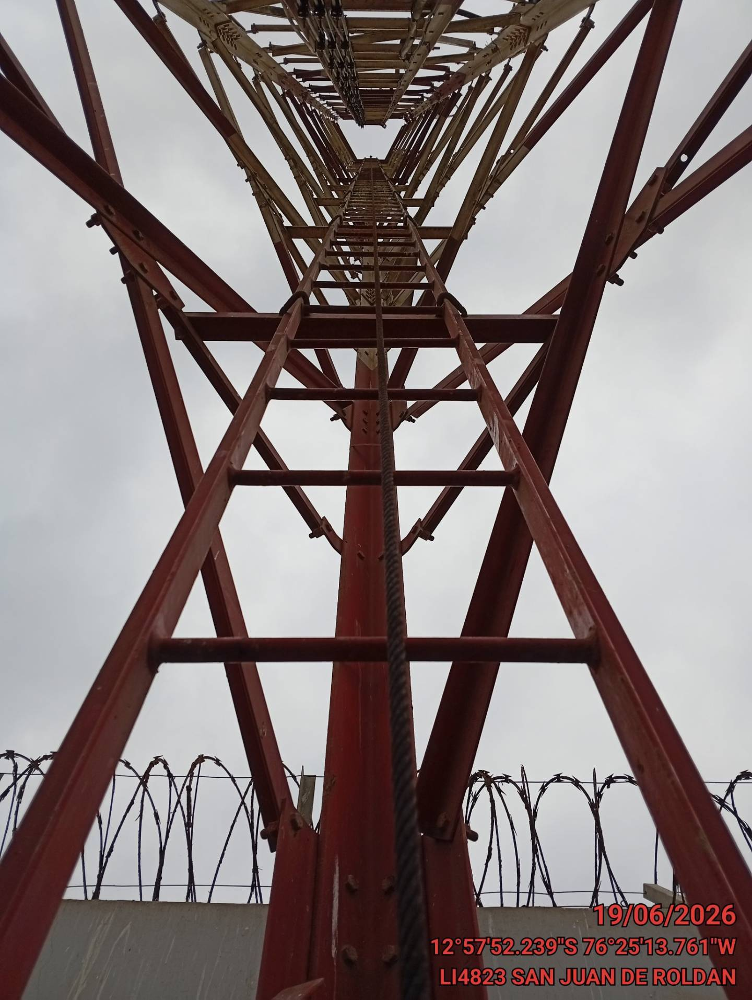 19/06/2026
12°57'52.239"S 76°25'13.761"W
LI4823 SAN JUAN DE ROLDAN